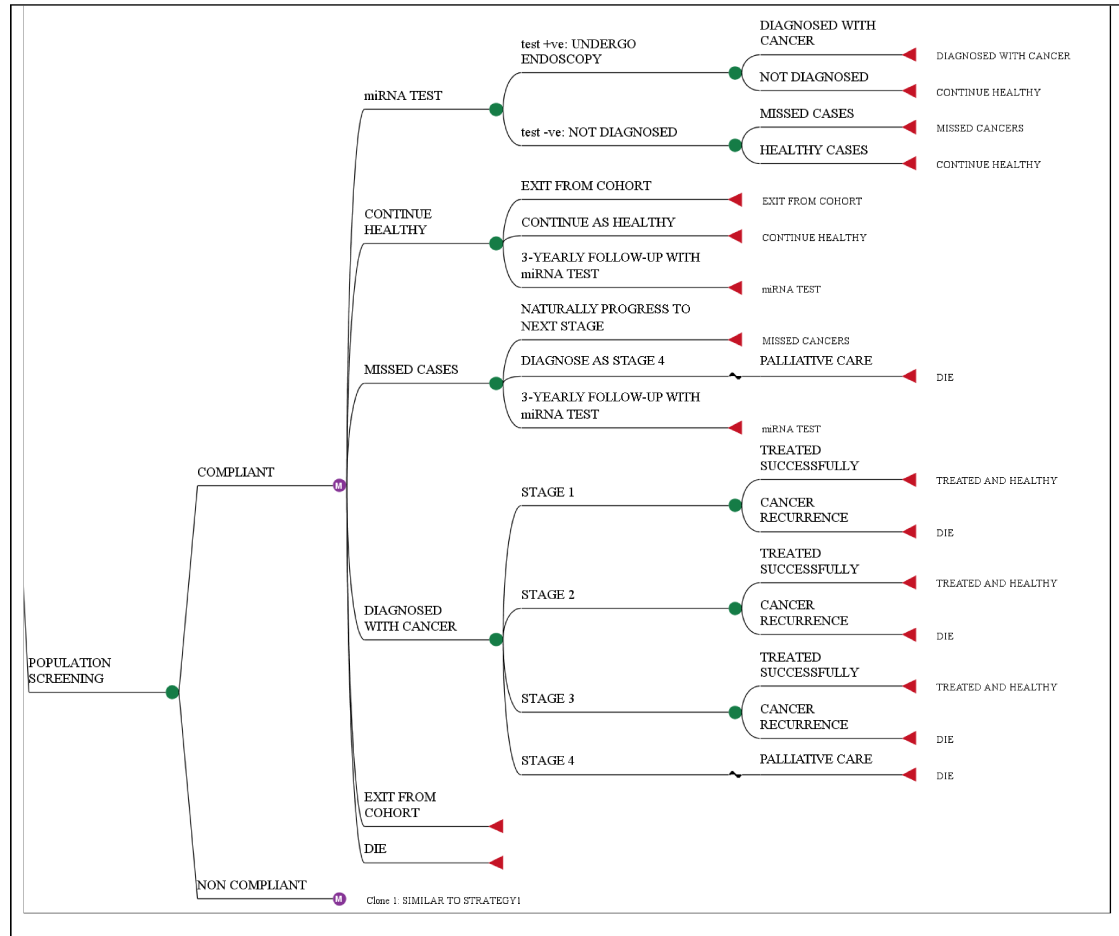 DIAGNOSED WITH
CANCER
test +ve: UNDERGO
ENDOSCOPY
DIAGNOSED WITH CANCER
NOT DIAGNOSED
CONTINUE HEALTHY
miRNA TEST
MISSED CASES
MISSED CANCERS
test -ve: NOT DIAGNOSED
HEALTHY CASES
CONTINUE HEALTHY
EXIT FROM COHORT
EXIT FROM COHORT
CONTINUE
HEALTHY
CONTINUE AS HEALTHY
CONTINUE HEALTHY
3-YEARLY FOLLOW-UP WITH
miRNA TEST
miRNA TEST
NATURALLY PROGRESS TO
NEXT STAGE
MISSED CANCERS
MISSED CASES
DIAGNOSE AS STAGE 4
PALLIATIVE CARE
DIE
3-YEARLY FOLLOW-UP WITH
miRNA TEST
miRNA TEST
COMPLIANT
M
TREATED
SUCCESSFULLY
TREATED AND HEALTHY
STAGE 1
CANCER
RECURRENCE
DIE
TREATED
SUCCESSFULLY
TREATED AND HEALTHY
STAGE 2
CANCER
RECURRENCE
DIE
DIAGNOSED
WITH CANCER
POPULATION
SCREENING
TREATED
SUCCESSFULLY
TREATED AND HEALTHY
STAGE 3
CANCER
RECURRENCE
DIE
STAGE 4
PALLIATIVE CARE
DIE
EXIT FROM
COHORT
DIE
NON COMPLIANT
M
Clone 1: SIMILAR TO STRATEGY1